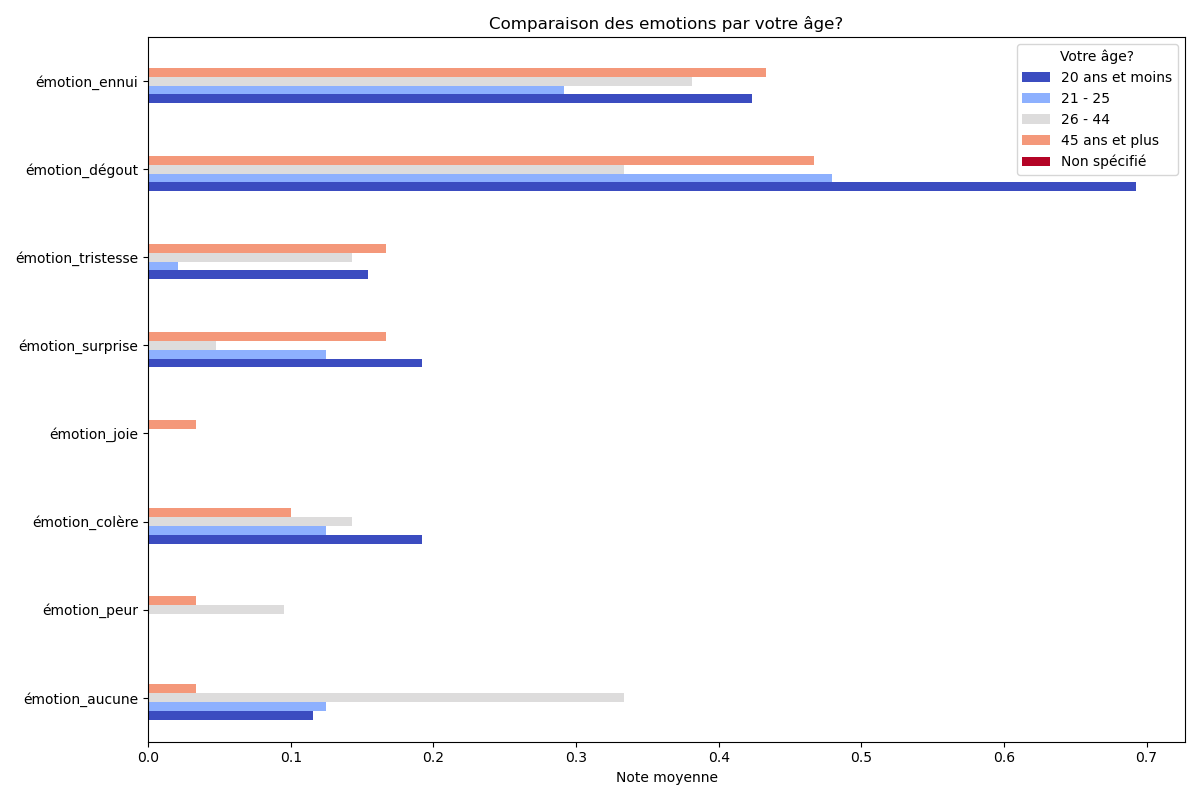 Comparaison des emotions par votre âge?
Votre âge?
20 ans et moins
21 - 25
26 - 44
45 ans et plus
Non spécifié
émotion_ennui
émotion_dégout
émotion_tristesse
émotion_surprise
émotion_joie
émotion_colère
émotion_peur
émotion_aucune
0.0 0.1 0.2 0.3 0.4 0.5 0.6 0.7
Note moyenne